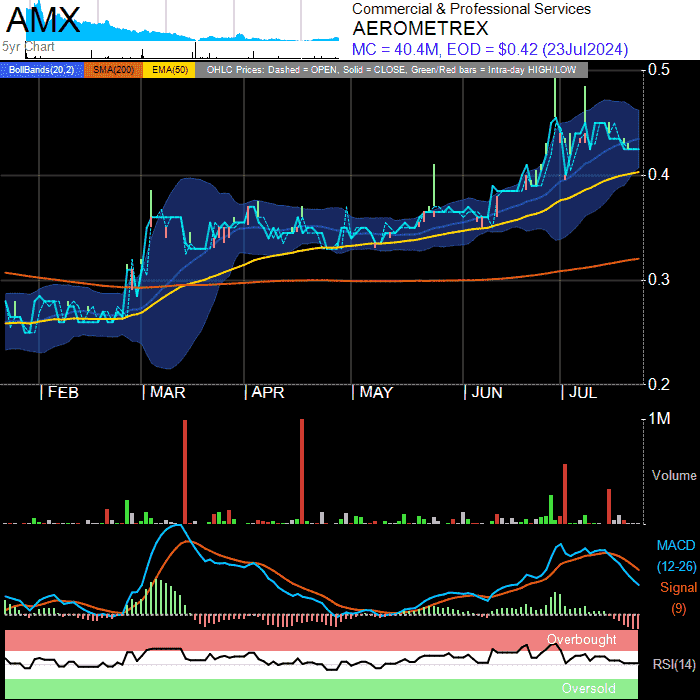 AMX
Commercial & Professional Services
AEROMETREX
5yr Chart
MC = 40.4M, EOD = $0.42 (23Jul2024)
BollBands(20,2) SMA(200) EMA(50) OHLC Prices: Dashed = OPEN, Solid = CLOSE, Green/Red bars = Intra-day HIGH/LOW
0.5
0.4
0.3
0.2
FEB MAR APR MAY JUN JUL
1M
Volume
MACD
(12-26)
Signal
(9)
Overbought
RSI(14)
Oversold